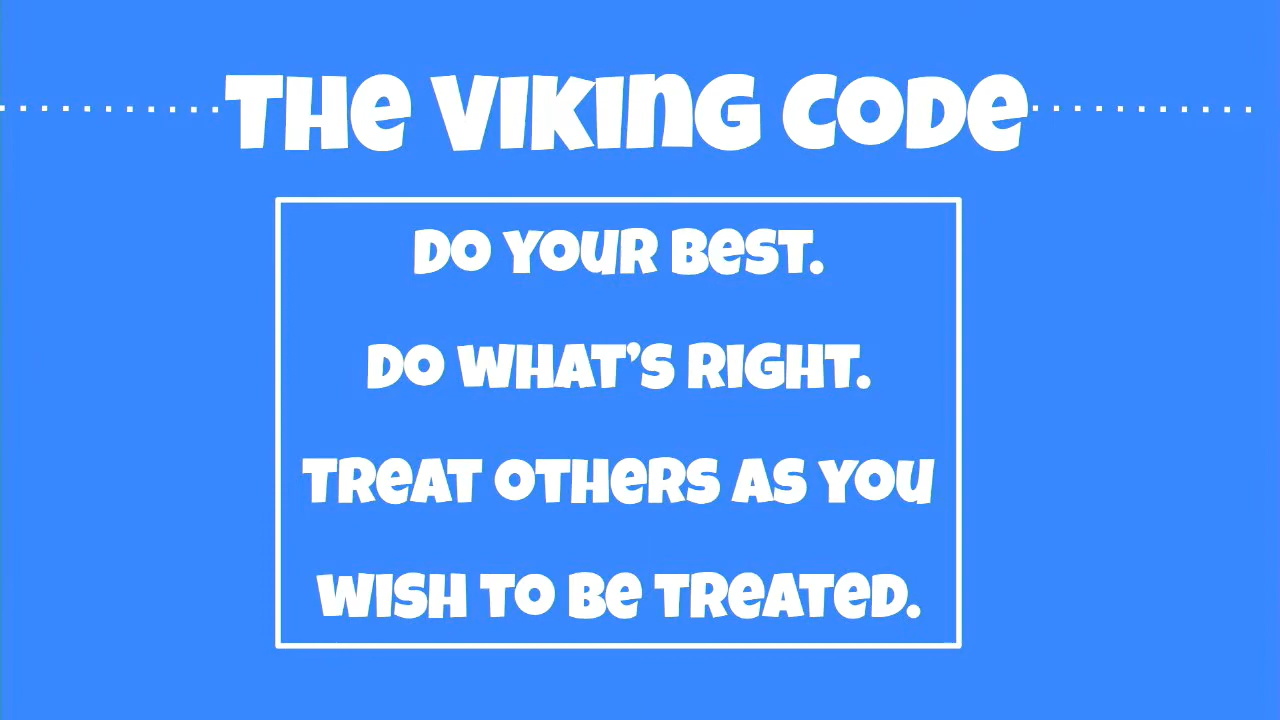 THE VIKING CODE
DO YOUR BEST.
DO WHAT'S RIGHT.
TREAT OTHERS AS YOU
WISH TO BE TREATED.